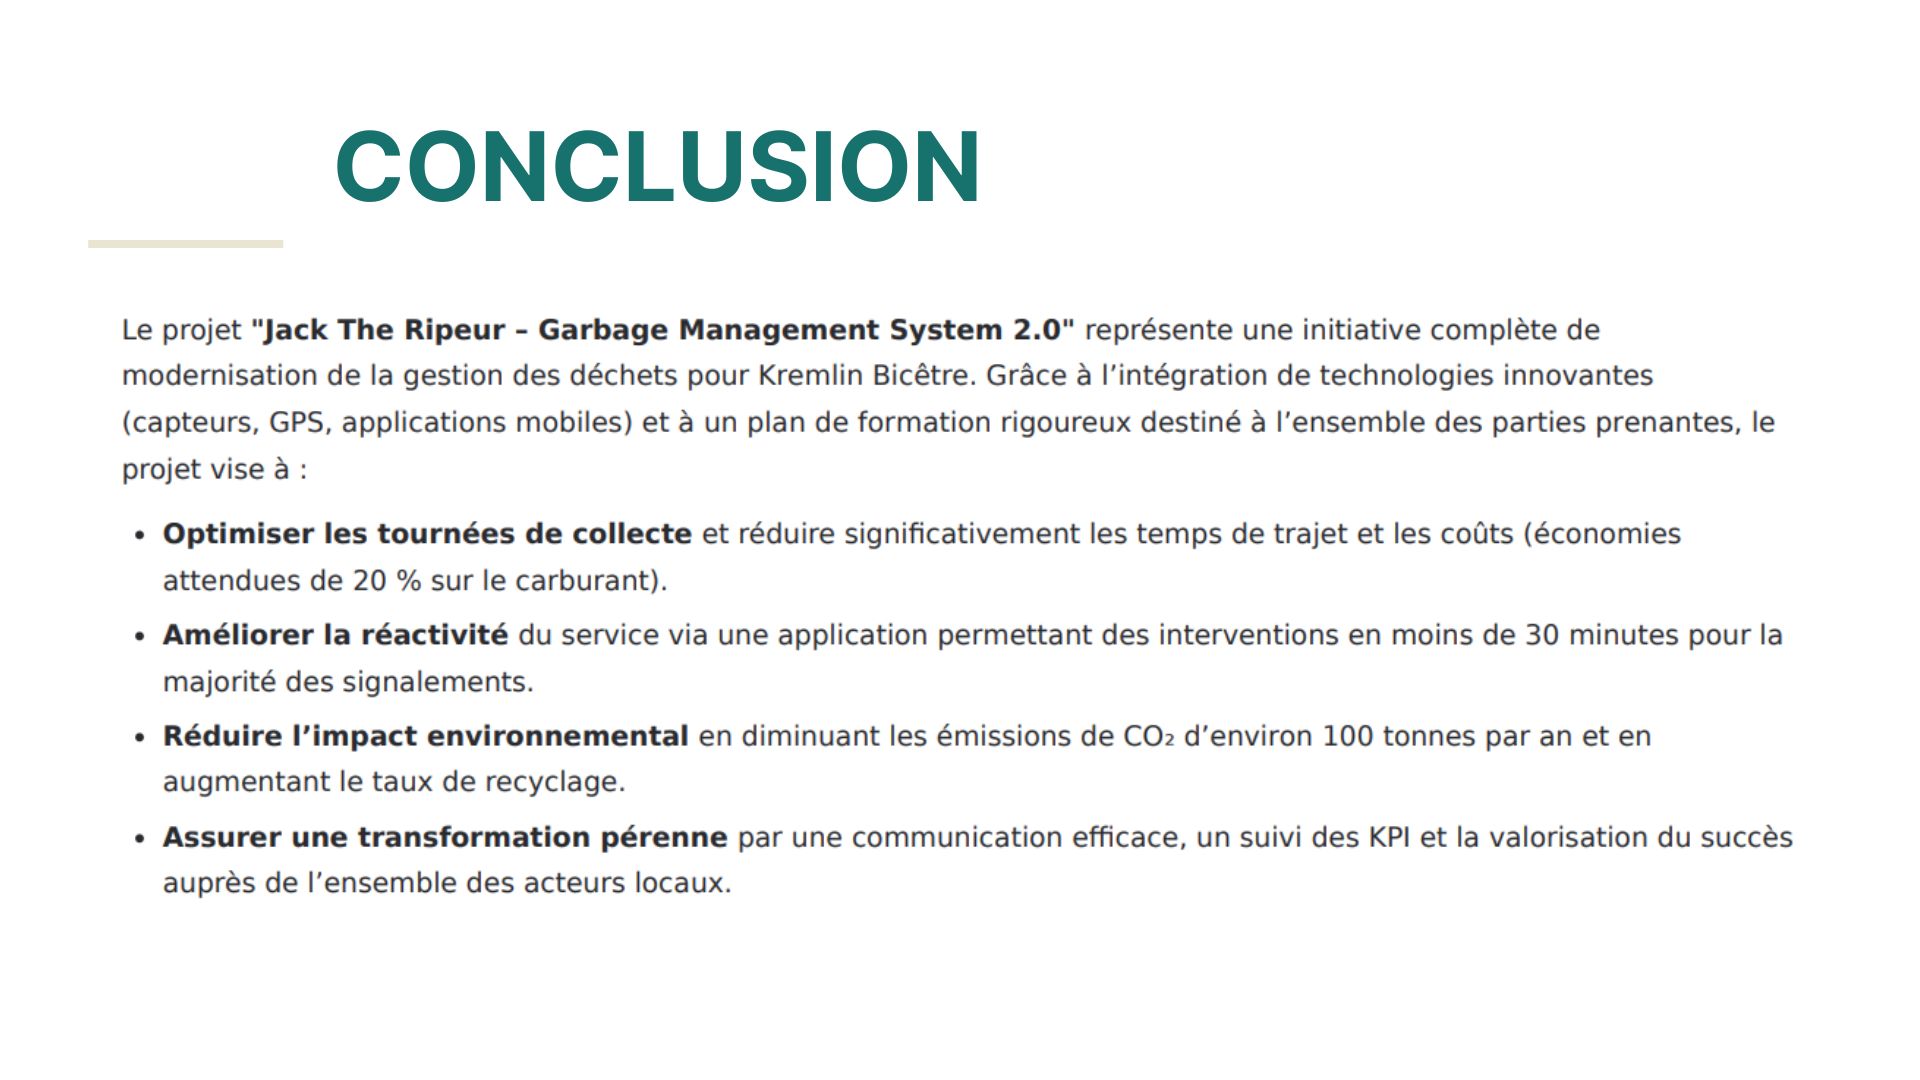 CONCLUSION
Le projet "Jack The Ripeur – Garbage Management System 2.0" représente une initiative complète de
modernisation de la gestion des déchets pour Kremlin Bicêtre. Grâce à l’intégration de technologies innovantes
(capteurs, GPS, applications mobiles) et à un plan de formation rigoureux destiné à l’ensemble des parties prenantes, le
projet vise à :
• Optimiser les tournées de collecte et réduire significativement les temps de trajet et les coûts (économies
attendues de 20 % sur le carburant).
• Améliorer la réactivité du service via une application permettant des interventions en moins de 30 minutes pour la
majorité des signalements.
• Réduire l’impact environnemental en diminuant les émissions de CO₂ d’environ 100 tonnes par an et en
augmentant le taux de recyclage.
• Assurer une transformation pérenne par une communication efficace, un suivi des KPI et la valorisation du succès
auprès de l’ensemble des acteurs locaux.